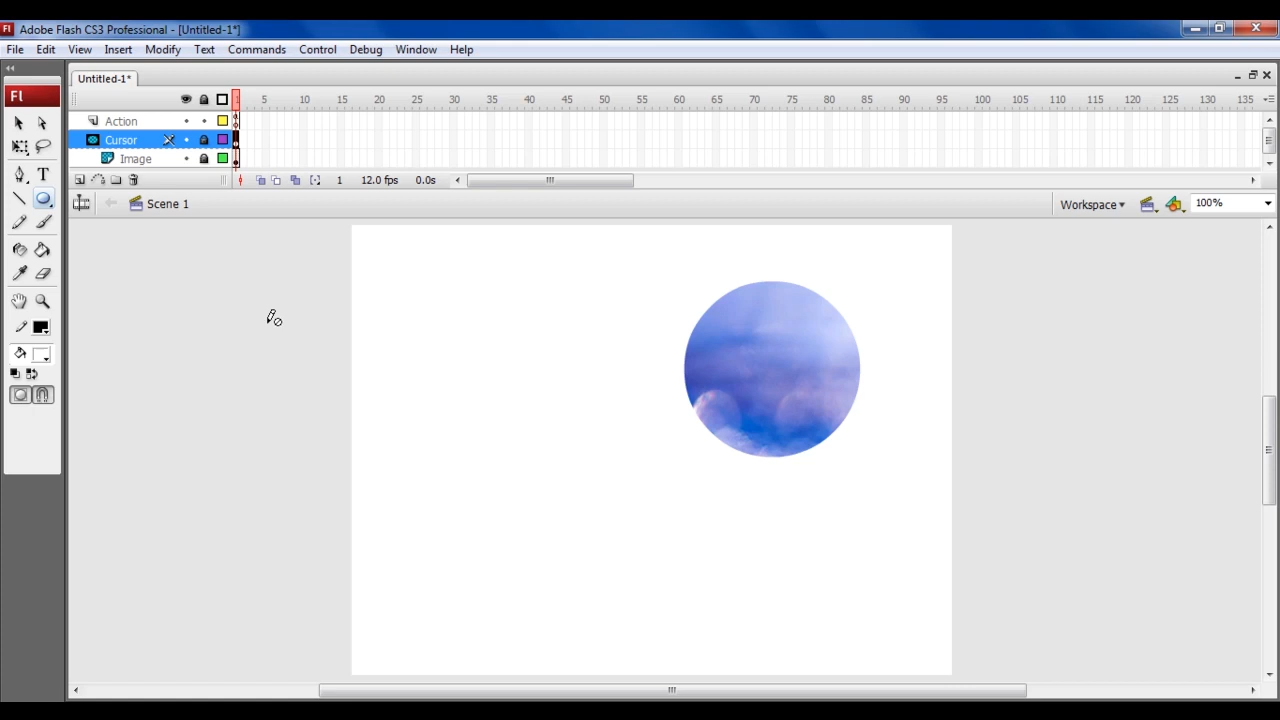 Fl Adobe Flash CS3 Professional - [Untitled-1*]
File Edit View Insert Modify Text Commands Control Debug Window Help
Untitled-1*
Fl
1 5 10 15 20 25 30 35 40 45 50 55 60 65 70 75 80 85 90 95 100 105 110 115 120 125 130 135
Action
Cursor
Image
1 12.0 fps 0.0s
Scene 1 Workspace 100%
T